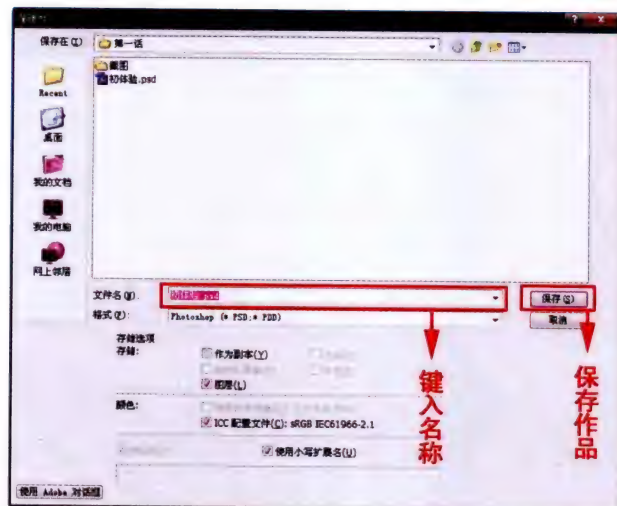 保存在(I)
第一话
截图
初体验.psd
Recent
桌面
我的文档
我的电脑
网上邻居
文件名(N)
初体验.psd
保存(S)
格式(F):
Photoshop (*.PSD;*.PDD)
取消
存储选项
存储:
作为副本(Y)
图层(L)
颜色:
ICC 配置文件(C): sRGB IEC61966-2.1
使用小写扩展名(U)
使用 Adobe 对话框
键入名称
保存作品